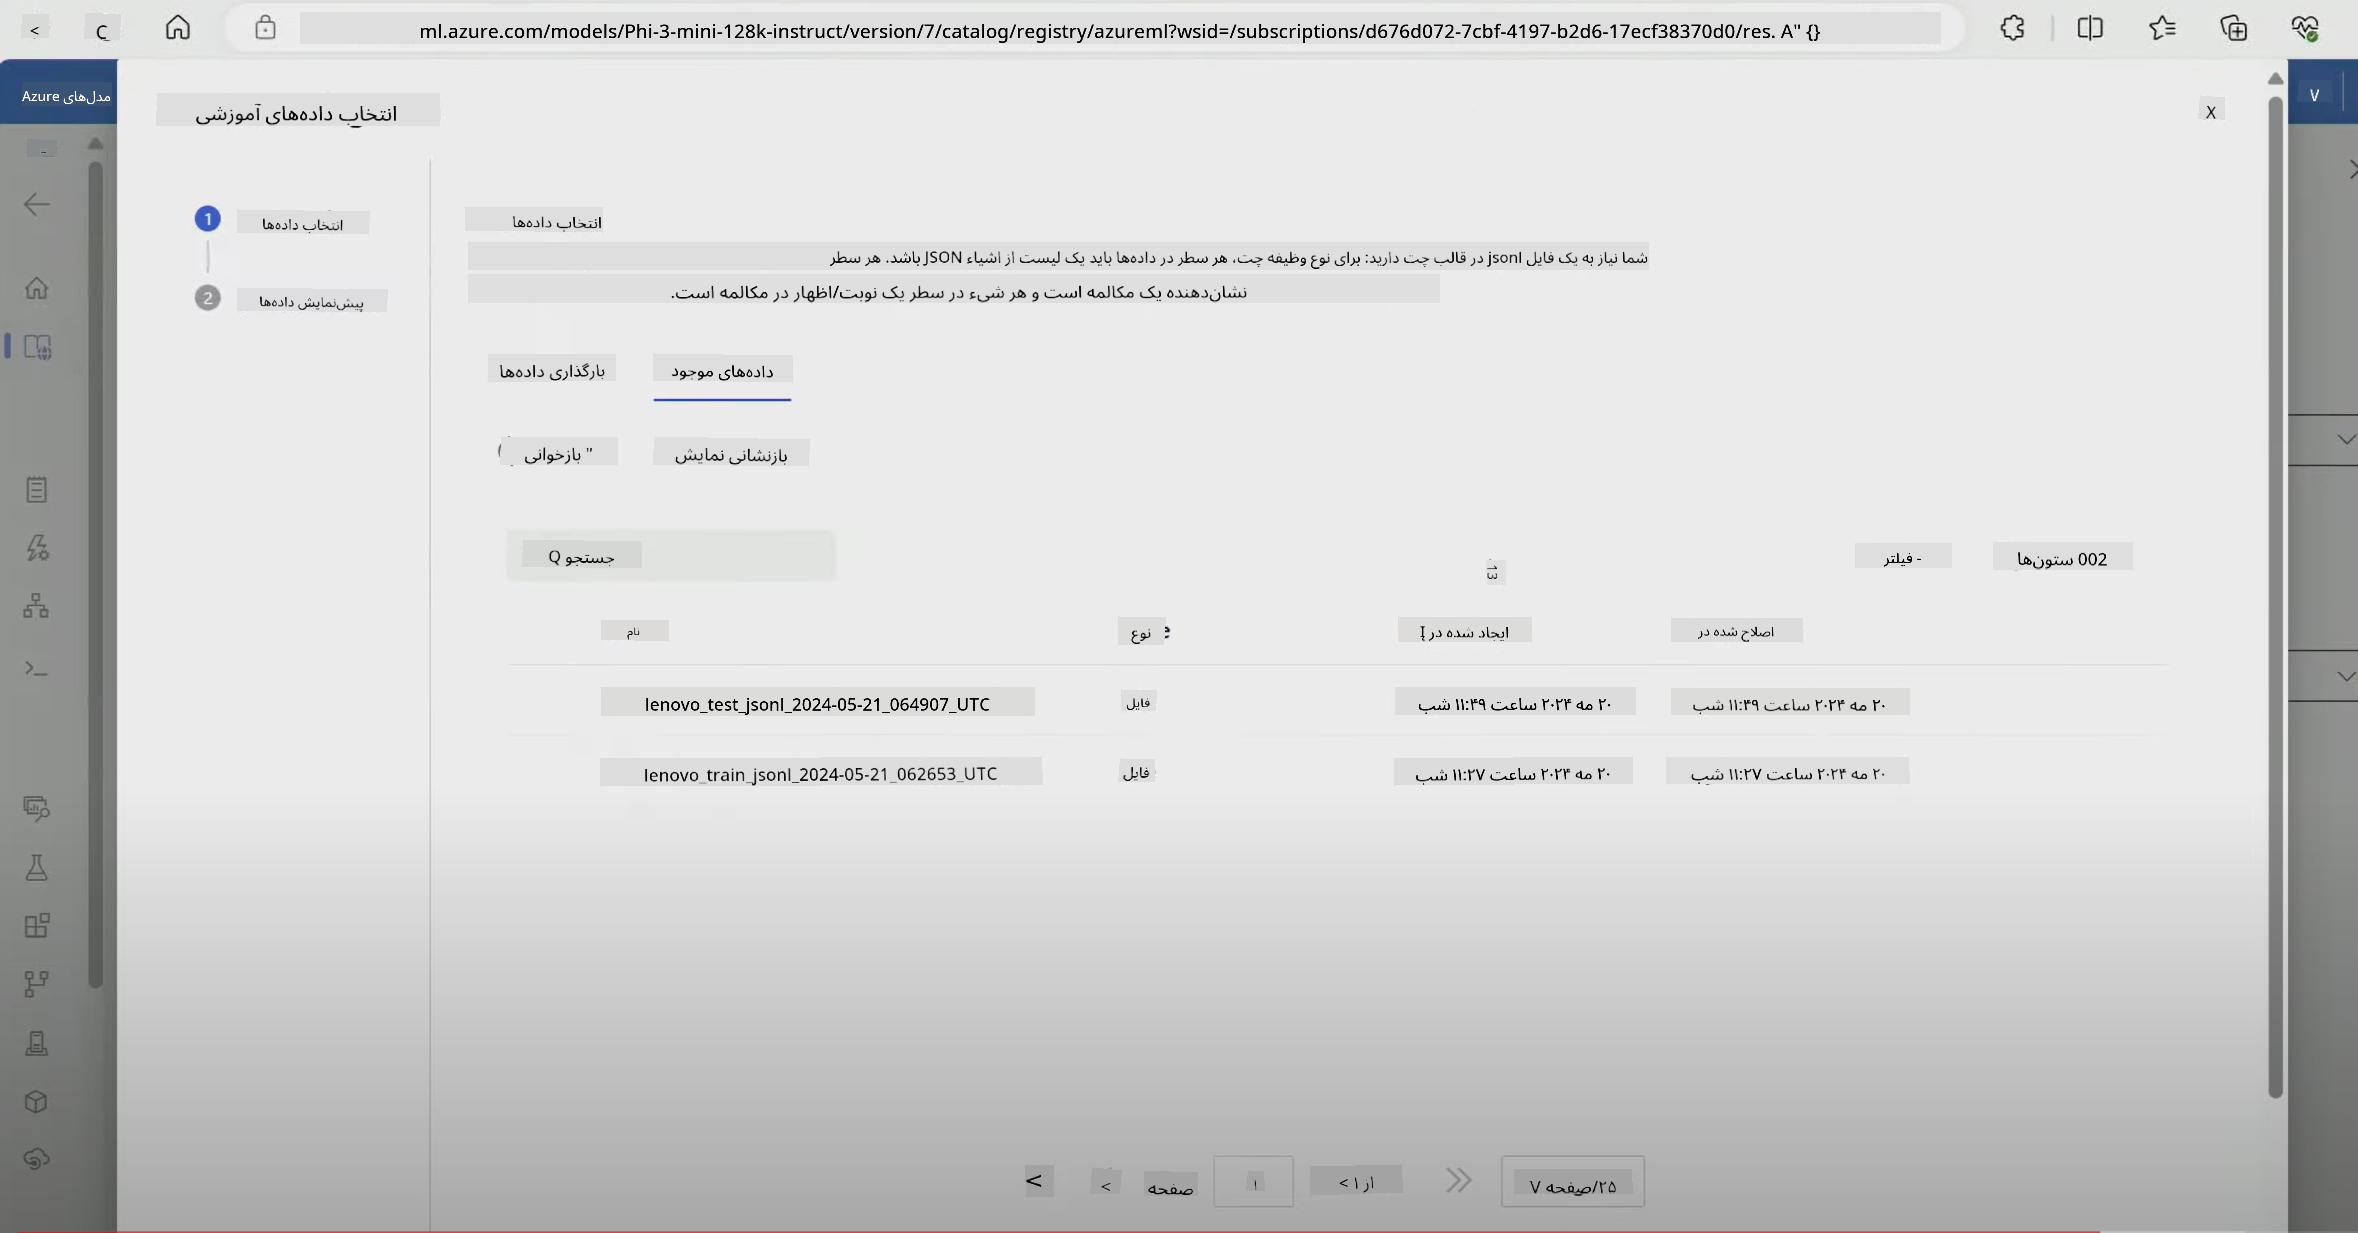 ml.azure.com/models/Phi-3-mini-128k-instruct/version/7/catalog/registry/azureml?wsid=/subscriptions/d676d072-7cbf-4197-b2d6-17ecf38370d0/res. A" {}
مدل‌های Azure
V
انتخاب داده‌های آموزشی
X
1 انتخاب داده‌ها
2 پیش‌نمایش داده‌ها
انتخاب داده‌ها
شما نیاز به یک فایل jsonl در قالب چت دارید: برای نوع وظیفه چت، هر سطر در داده‌ها باید یک لیست از اشیاء JSON باشد. هر سطر
نشان‌دهنده یک مکالمه است و هر شیء در سطر یک نوبت/اظهار در مکالمه است.
بارگذاری داده‌ها داده‌های موجود
" بازخوانی بازنشانی نمایش
جستجو Q
13
- فیلتر
002 ستون‌ها
نام نوع ایجاد شده در اصلاح شده در
lenovo_test_jsonl_2024-05-21_064907_UTC فایل ۲۰ مه ۲۰۲۴ ساعت ۱۱:۴۹ شب ۲۰ مه ۲۰۲۴ ساعت ۱۱:۴۹ شب
lenovo_train_jsonl_2024-05-21_062653_UTC فایل ۲۰ مه ۲۰۲۴ ساعت ۱۱:۲۷ شب ۲۰ مه ۲۰۲۴ ساعت ۱۱:۲۷ شب
< < صفحه ۱ از ۱ > ۲۵/صفحه V